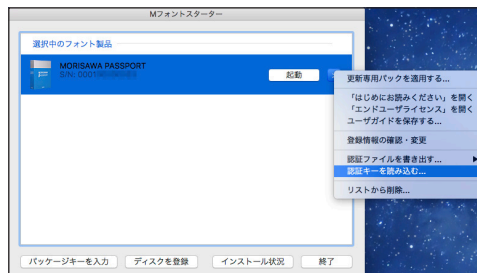 Mフォントスターター
選択中のフォント製品
MORISAWA PASSPORT
S/N: 0001
起動
更新専用パックを適用する...
「はじめにお読みください」を開く
「エンドユーザライセンス」を開く
ユーザガイドを保存する...
登録情報の確認・変更
認証ファイルを書き出す...
認証キーを読み込む...
リストから削除...
パッケージキーを入力
ディスクを登録
インストール状況
終了